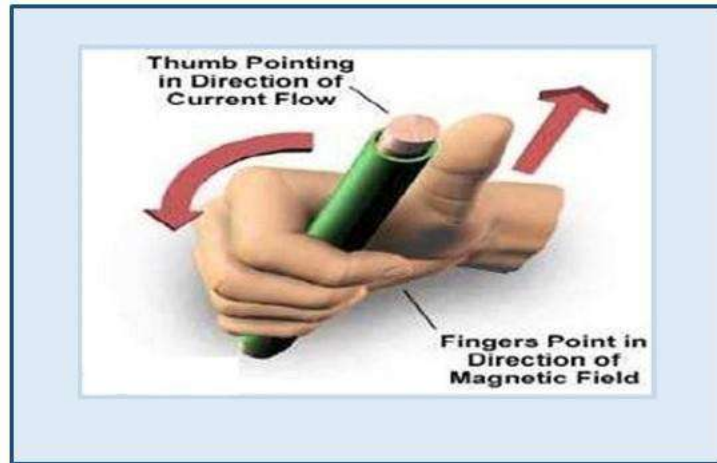 Thumb Pointing
in Direction of
Current Flow
Fingers Point in
Direction of
Magnetic Field